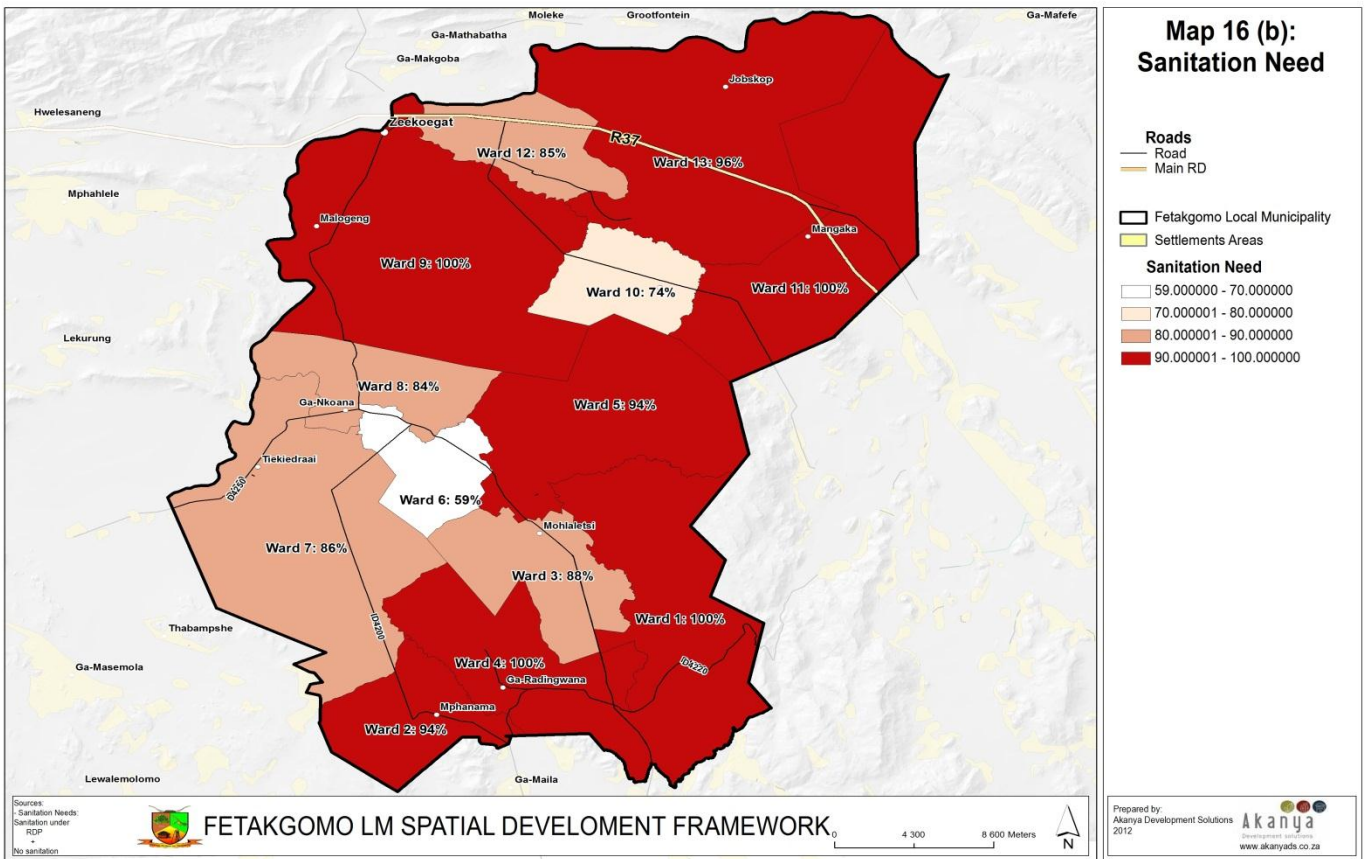 Moleke
Grootfontein
Ga-Mafefe
Ga-Mathabatha
Ga-Makgoba
Jobskop
Hwelesaneng
Zeekoegat
R37
Ward 12: 85%
Ward 13: 96%
Mphahlele
Malogeng
Mangaka
Ward 9: 100%
Ward 10: 74%
Ward 11: 100%
Lekurung
Ward 8: 84%
Ga-Nkoana
Ward 5: 94%
Tiekiedraai
D4250
Ward 6: 59%
Mohlaletsi
Ward 7: 86%
Ward 3: 88%
Thabampshe
ID4200
Ward 1: 100%
Ga-Masemola
Ward 4: 100%
ID4220
Ga-Radingwana
Mphanama
Ward 2: 94%
Lewalemolomo
Ga-Maila
Sources:
- Sanitation Needs:
Sanitation under
RDP
+
No sanitation
FETAKGOMO LM SPATIAL DEVELOMENT FRAMEWORK
0 4 300 8 600 Meters
N
Map 16 (b):
Sanitation Need
Roads
Road
Main RD
Fetakgomo Local Municipality
Settlements Areas
Sanitation Need
59.000000 - 70.000000
70.000001 - 80.000000
80.000001 - 90.000000
90.000001 - 100.000000
Prepared by:
Akanya Development Solutions
2012
Akanya
Development solutions
www.akanyads.co.za